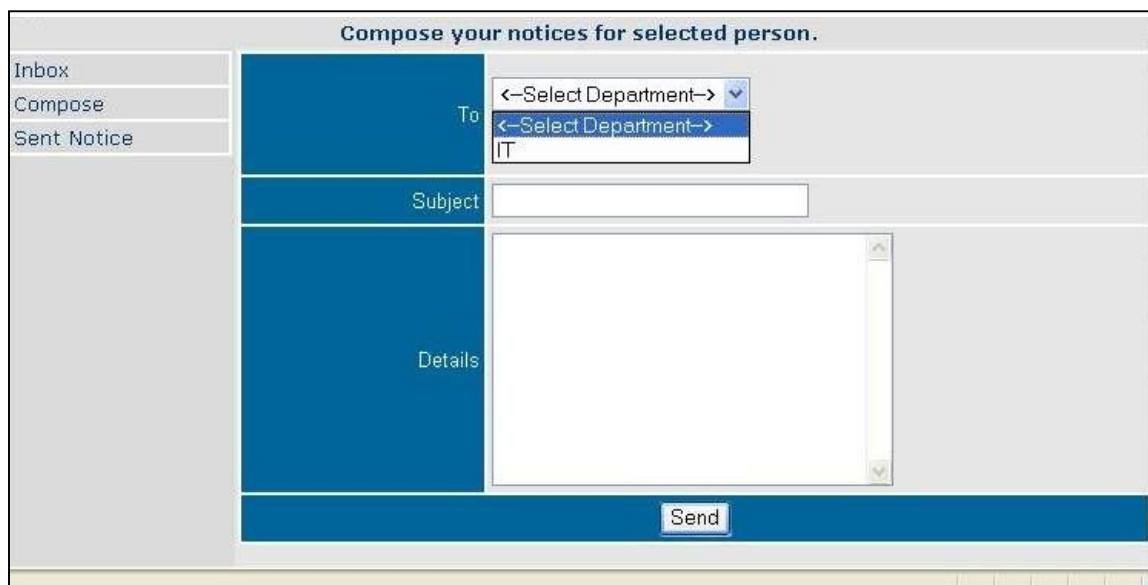 Compose your notices for selected person.
Inbox
Compose
Sent Notice
To
<--Select Department-->
<--Select Department-->
IT
Subject
Details
Send